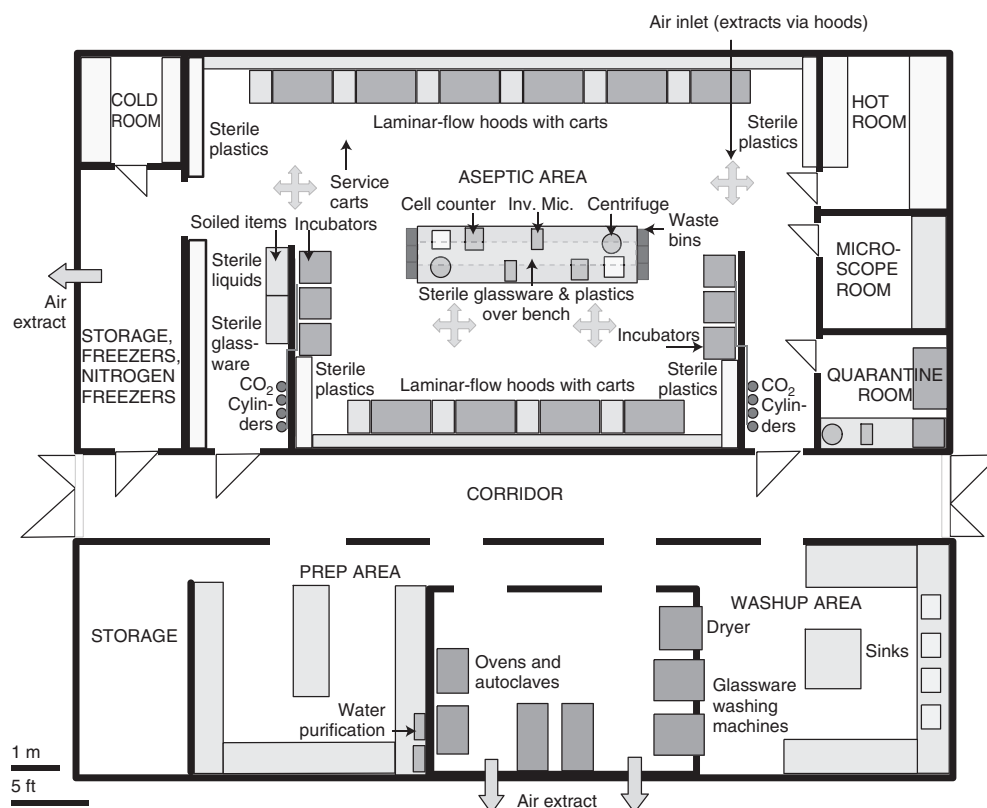 Air inlet (extracts via hoods)
COLD
ROOM
HOT
ROOM
Laminar-flow hoods with carts
Sterile
plastics
Sterile
plastics
Service
carts
ASEPTIC AREA
Cell counter
Inv. Mic.
Centrifuge
Waste
bins
Soiled items
Incubators
MICRO-
SCOPE
ROOM
Sterile
liquids
Sterile glassware & plastics
over bench
Air
extract
Sterile
glass-
ware
Incubators
STORAGE,
FREEZERS,
NITROGEN
FREEZERS
Sterile
plastics
Sterile
plastics
QUARANTINE
ROOM
CO2
Cylin-
ders
Laminar-flow hoods with carts
CO2
Cylin-
ders
CORRIDOR
PREP AREA
WASHUP AREA
STORAGE
Dryer
Sinks
Ovens and
autoclaves
Glassware
washing
machines
Water
purification
1 m
5 ft
Air extract